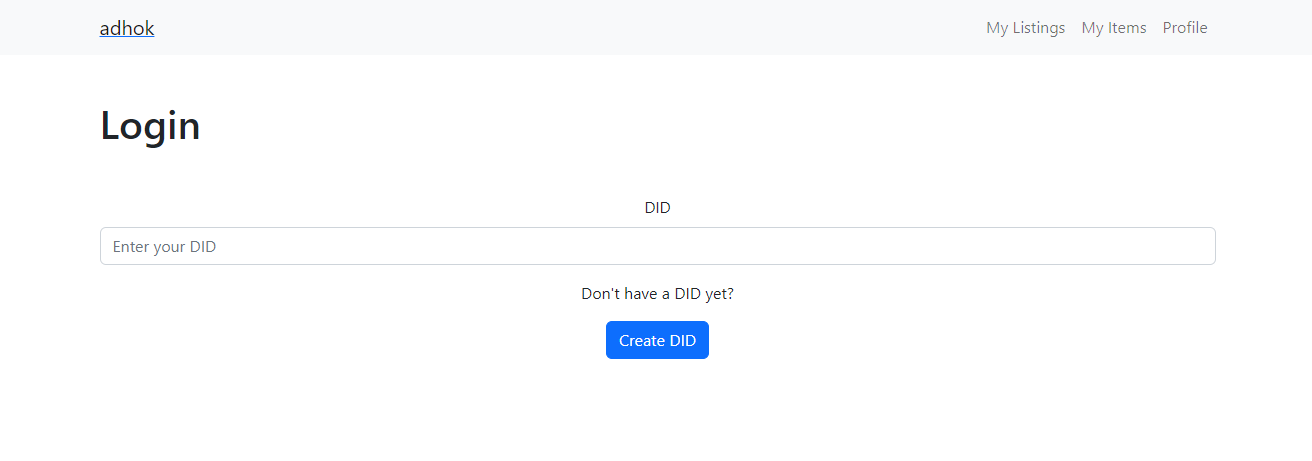 adhok My Listings My Items Profile
Login
DID
Enter your DID
Don't have a DID yet?
Create DID